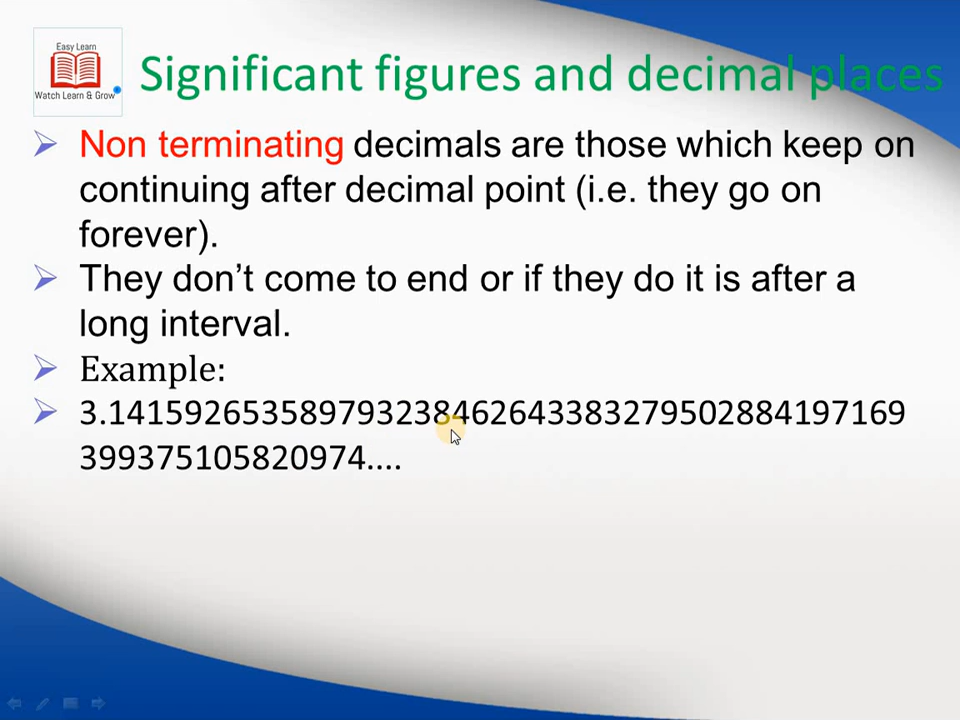 Easy Learn
Watch Learn & Grow
Significant figures and decimal places
Non terminating decimals are those which keep on
continuing after decimal point (i.e. they go on
forever).
They don't come to end or if they do it is after a
long interval.
Example:
3.1415926535897932384626433832795028841971​69
399375105820974....